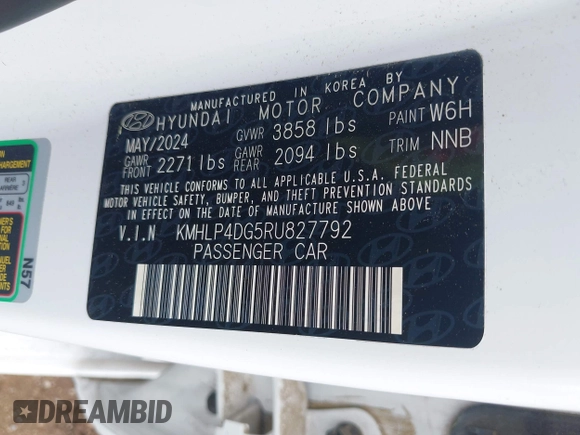 MANUFACTURED IN KOREA BY
HYUNDAI MOTOR COMPANY
MAY/2024 GVWR 3858 lbs PAINT W6H
GAWR FRONT 2271 lbs GAWR REAR 2094 lbs TRIM NNB
THIS VEHICLE CONFORMS TO ALL APPLICABLE U.S.A. FEDERAL
MOTOR VEHICLE SAFETY, BUMPER, AND THEFT PREVENTION STANDARDS
IN EFFECT ON THE DATE OF MANUFACTURE SHOWN ABOVE
V.I.N KMHLP4DG5RU827792
PASSENGER CAR
REAR
N57
DREAMBID